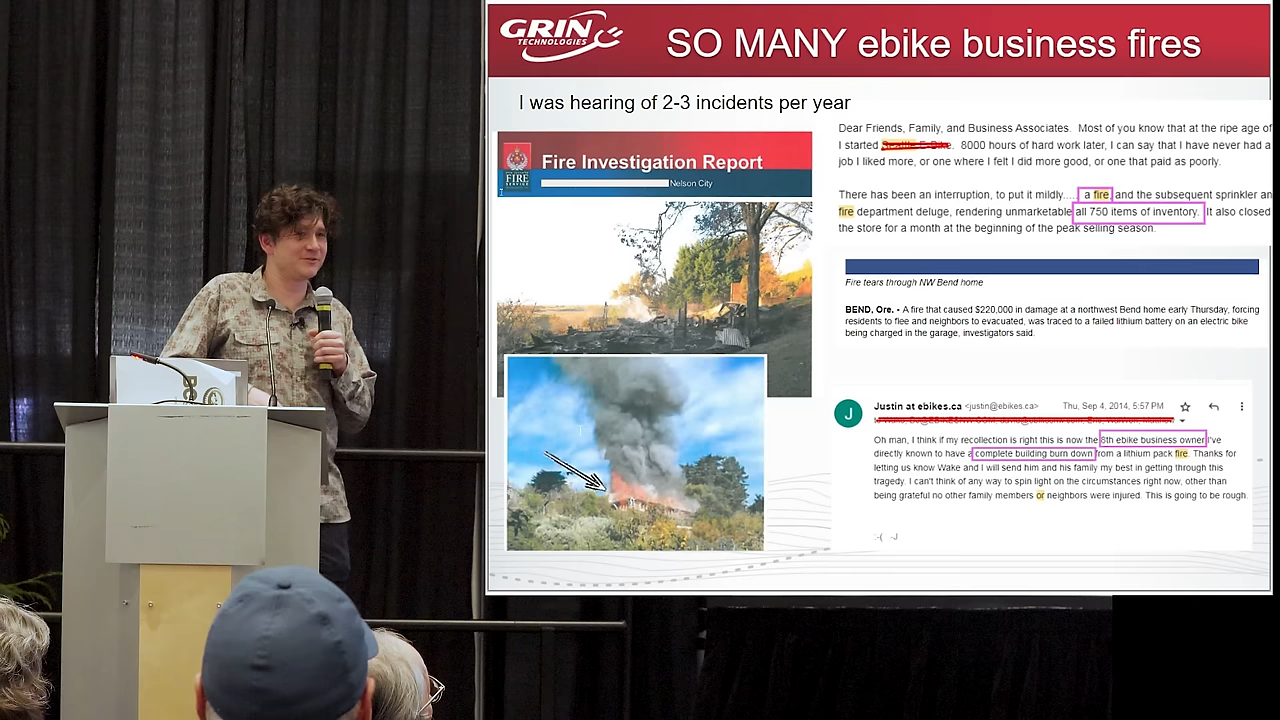 GRIN
TECHNOLOGIES
SO MANY ebike business fires
I was hearing of 2-3 incidents per year
FIRE
SERVICE
Fire Investigation Report
Nelson City
Dear Friends, Family, and Business Associates. Most of you know that at the ripe age of
I started 8000 hours of hard work later, I can say that I have never had a
job I liked more, or one where I felt I did more good, or one that paid as poorly.
There has been an interruption, to put it mildly.... a fire, and the subsequent sprinkler an
fire department deluge, rendering unmarketable all 750 items of inventory. It also closed
the store for a month at the beginning of the peak selling season.
Fire tears through NW Bend home
BEND, Ore. - A fire that caused $220,000 in damage at a northwest Bend home early Thursday, forcing
residents to flee and neighbors to evacuated, was traced to a failed lithium battery on an electric bike
being charged in the garage, investigators said.
J
Justin at ebikes.ca <justin@ebikes.ca> Thu, Sep 4, 2014, 5:57 PM
Oh man, I think if my recollection is right this is now the 8th ebike business owner I've
directly known to have a complete building burn down from a lithium pack fire. Thanks for
letting us know Wake and I will send him and his family my best in getting through this
tragedy. I can't think of any way to spin light on the circumstances right now, other than
being grateful no other family members or neighbors were injured. This is going to be rough.
:-( -J